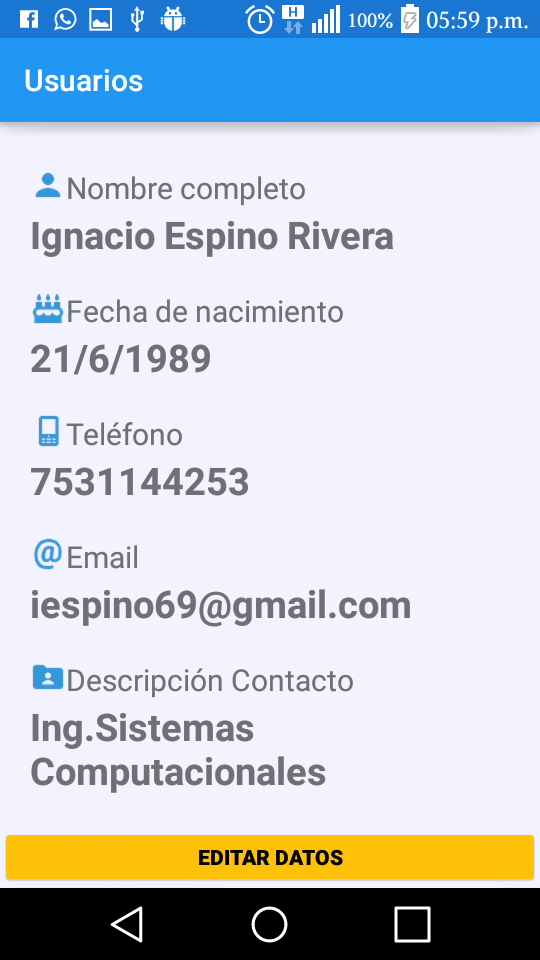 H 100% 05:59 p.m.
Usuarios
Nombre completo
Ignacio Espino Rivera
Fecha de nacimiento
21/6/1989
Teléfono
7531144253
@ Email
iespino69@gmail.com
Descripción Contacto
Ing.Sistemas
Computacionales
EDITAR DATOS